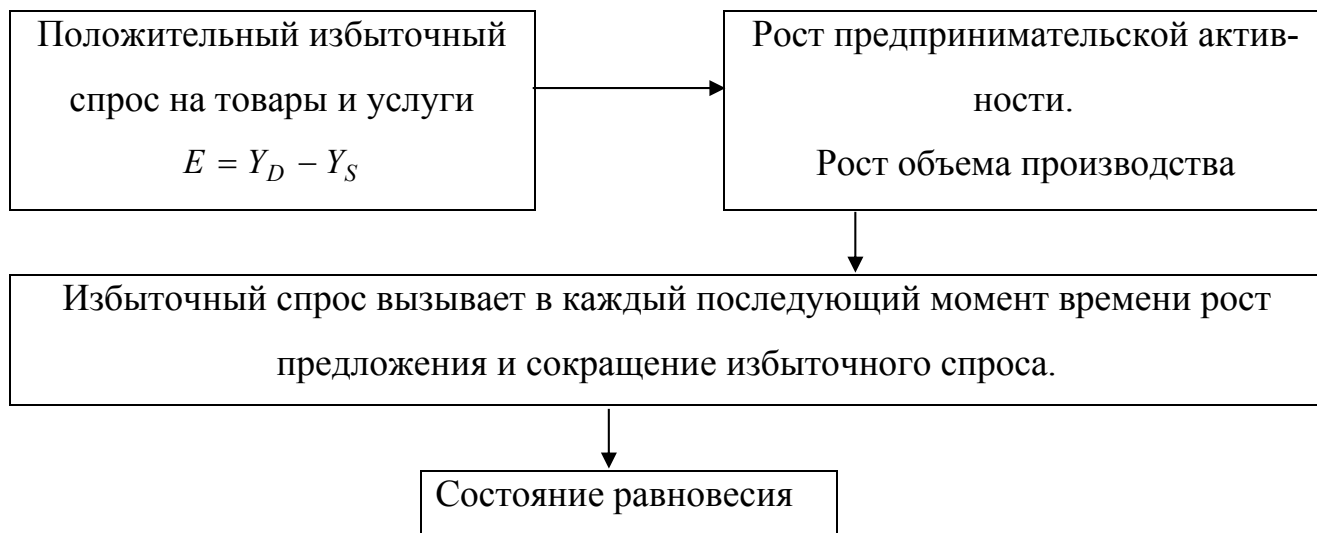 Положительный избыточный
спрос на товары и услуги
E = Y_D − Y_S
Рост предпринимательской актив-
ности.
Рост объема производства
Избыточный спрос вызывает в каждый последующий момент времени рост
предложения и сокращение избыточного спроса.
Состояние равновесия